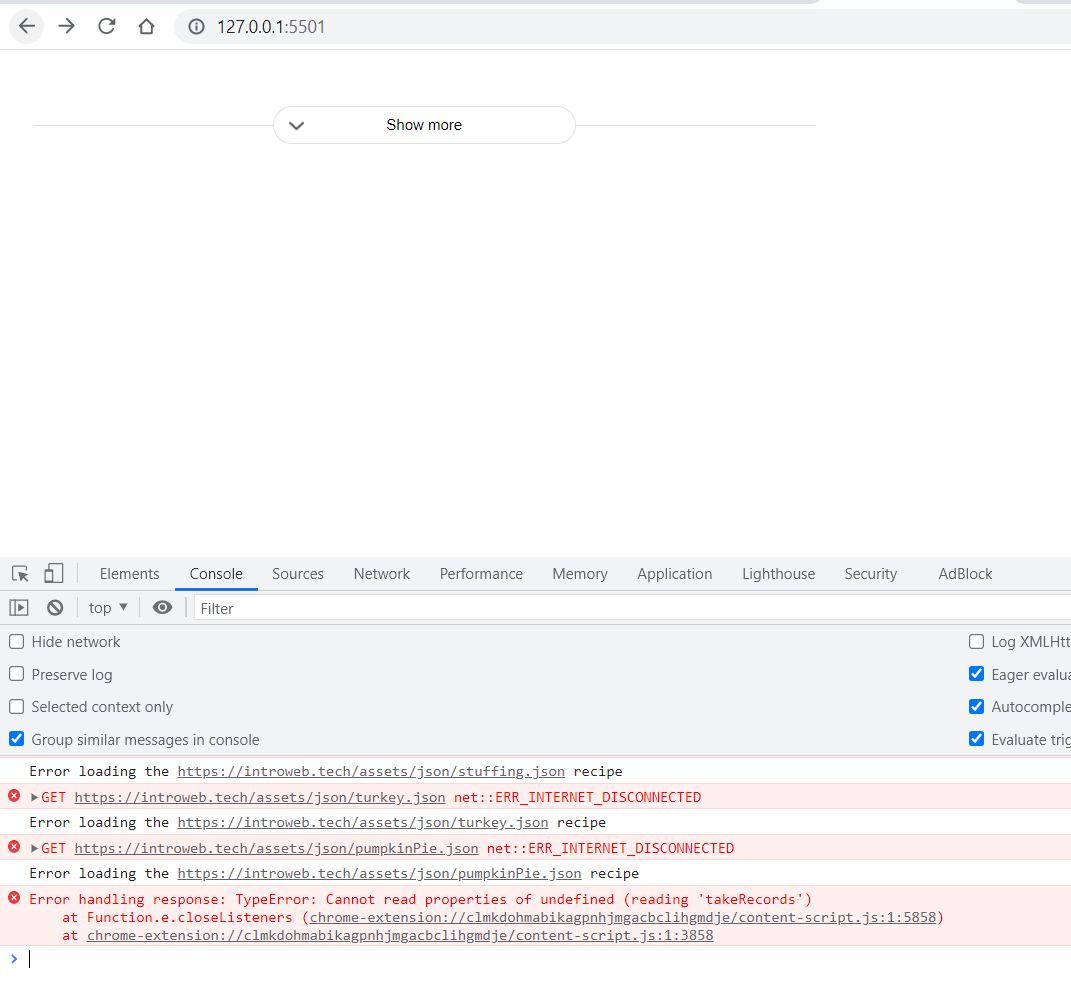 127.0.0.1:5501
Show more
Elements Console Sources Network Performance Memory Application Lighthouse Security AdBlock
top ▼ Filter
Hide network Log XMLHtt
Preserve log Eager evalua
Selected context only Autocomple
Group similar messages in console Evaluate trig
Error loading the https://introweb.tech/assets/json/stuffing.json recipe
GET https://introweb.tech/assets/json/turkey.json net::ERR_INTERNET_DISCONNECTED
Error loading the https://introweb.tech/assets/json/turkey.json recipe
GET https://introweb.tech/assets/json/pumpkinPie.json net::ERR_INTERNET_DISCONNECTED
Error loading the https://introweb.tech/assets/json/pumpkinPie.json recipe
Error handling response: TypeError: Cannot read properties of undefined (reading 'takeRecords')
at Function.e.closeListeners (chrome-extension://clmkdohmabikagpnhjmgacbclihgmdje/content-script.js:1:5858)
at chrome-extension://clmkdohmabikagpnhjmgacbclihgmdje/content-script.js:1:3858